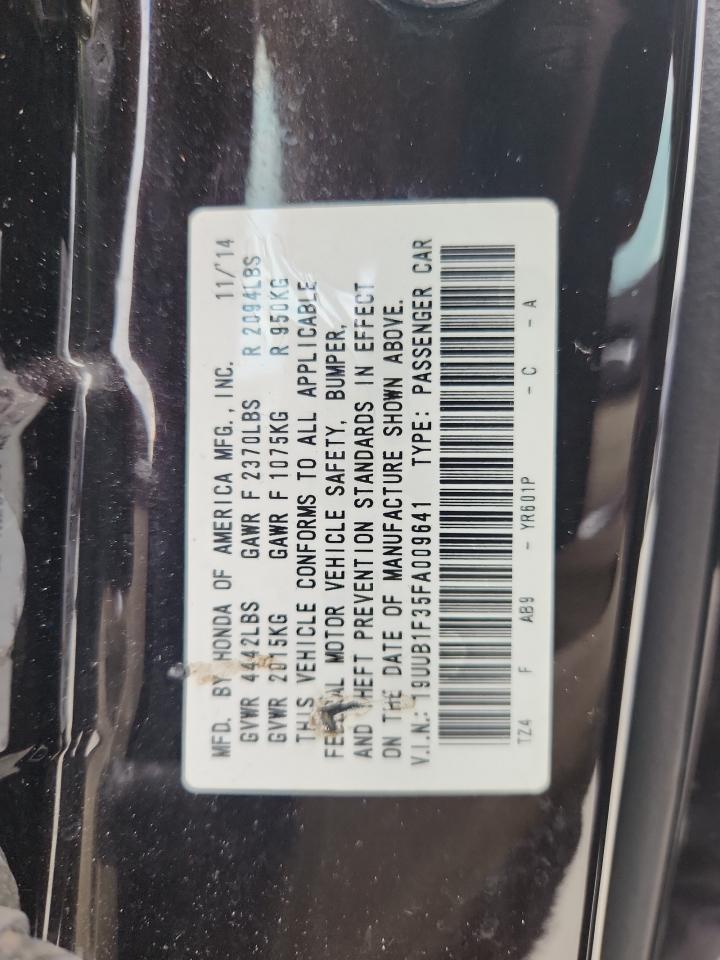 MFD. BY HONDA OF AMERICA MFG., INC. 11/'14
GVWR 4442LBS GAWR F 2370LBS R 2094LBS
GVWR 2015KG GAWR F 1075KG R 950KG
THIS VEHICLE CONFORMS TO ALL APPLICABLE
FEDERAL MOTOR VEHICLE SAFETY, BUMPER,
AND THEFT PREVENTION STANDARDS IN EFFECT
ON THE DATE OF MANUFACTURE SHOWN ABOVE.
V.I.N.: 19UUB1F35FA009641 TYPE: PASSENGER CAR
TZ4 F AB9 - YR601P - C - A